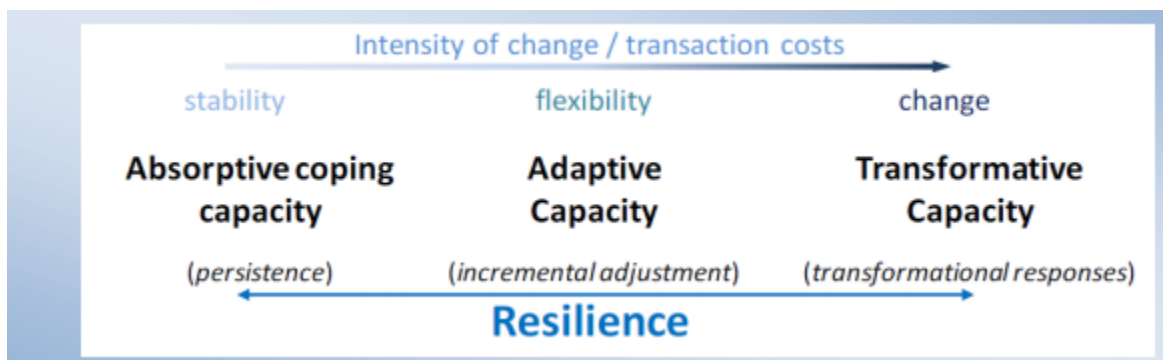 Intensity of change / transaction costs
stability flexibility change
Absorptive coping capacity
Adaptive Capacity
Transformative Capacity
(persistence) (incremental adjustment) (transformational responses)
Resilience